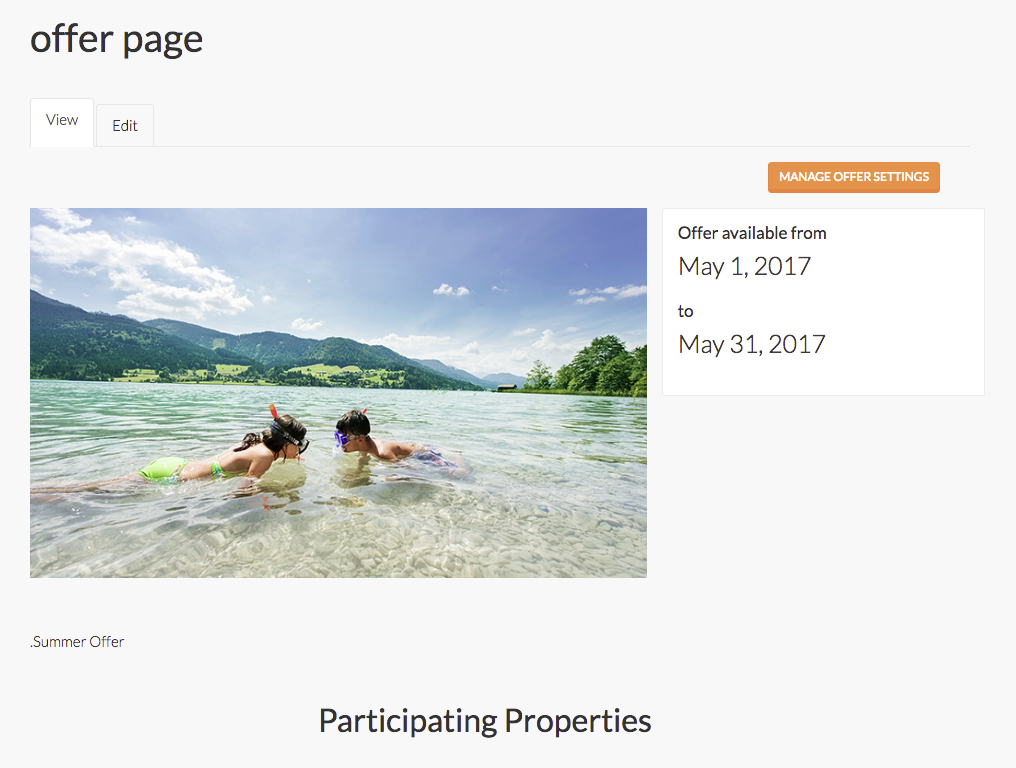 offer page
View
Edit
MANAGE OFFER SETTINGS
Offer available from
May 1, 2017
to
May 31, 2017
.Summer Offer
Participating Properties